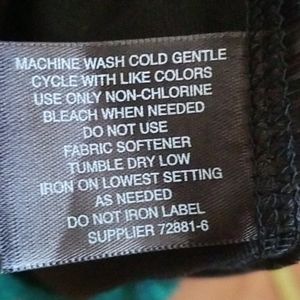 MACHINE WASH COLD GENTLE
CYCLE WITH LIKE COLORS
USE ONLY NON-CHLORINE
BLEACH WHEN NEEDED
DO NOT USE
FABRIC SOFTENER
TUMBLE DRY LOW
IRON ON LOWEST SETTING
AS NEEDED
DO NOT IRON LABEL
SUPPLIER 72881-6